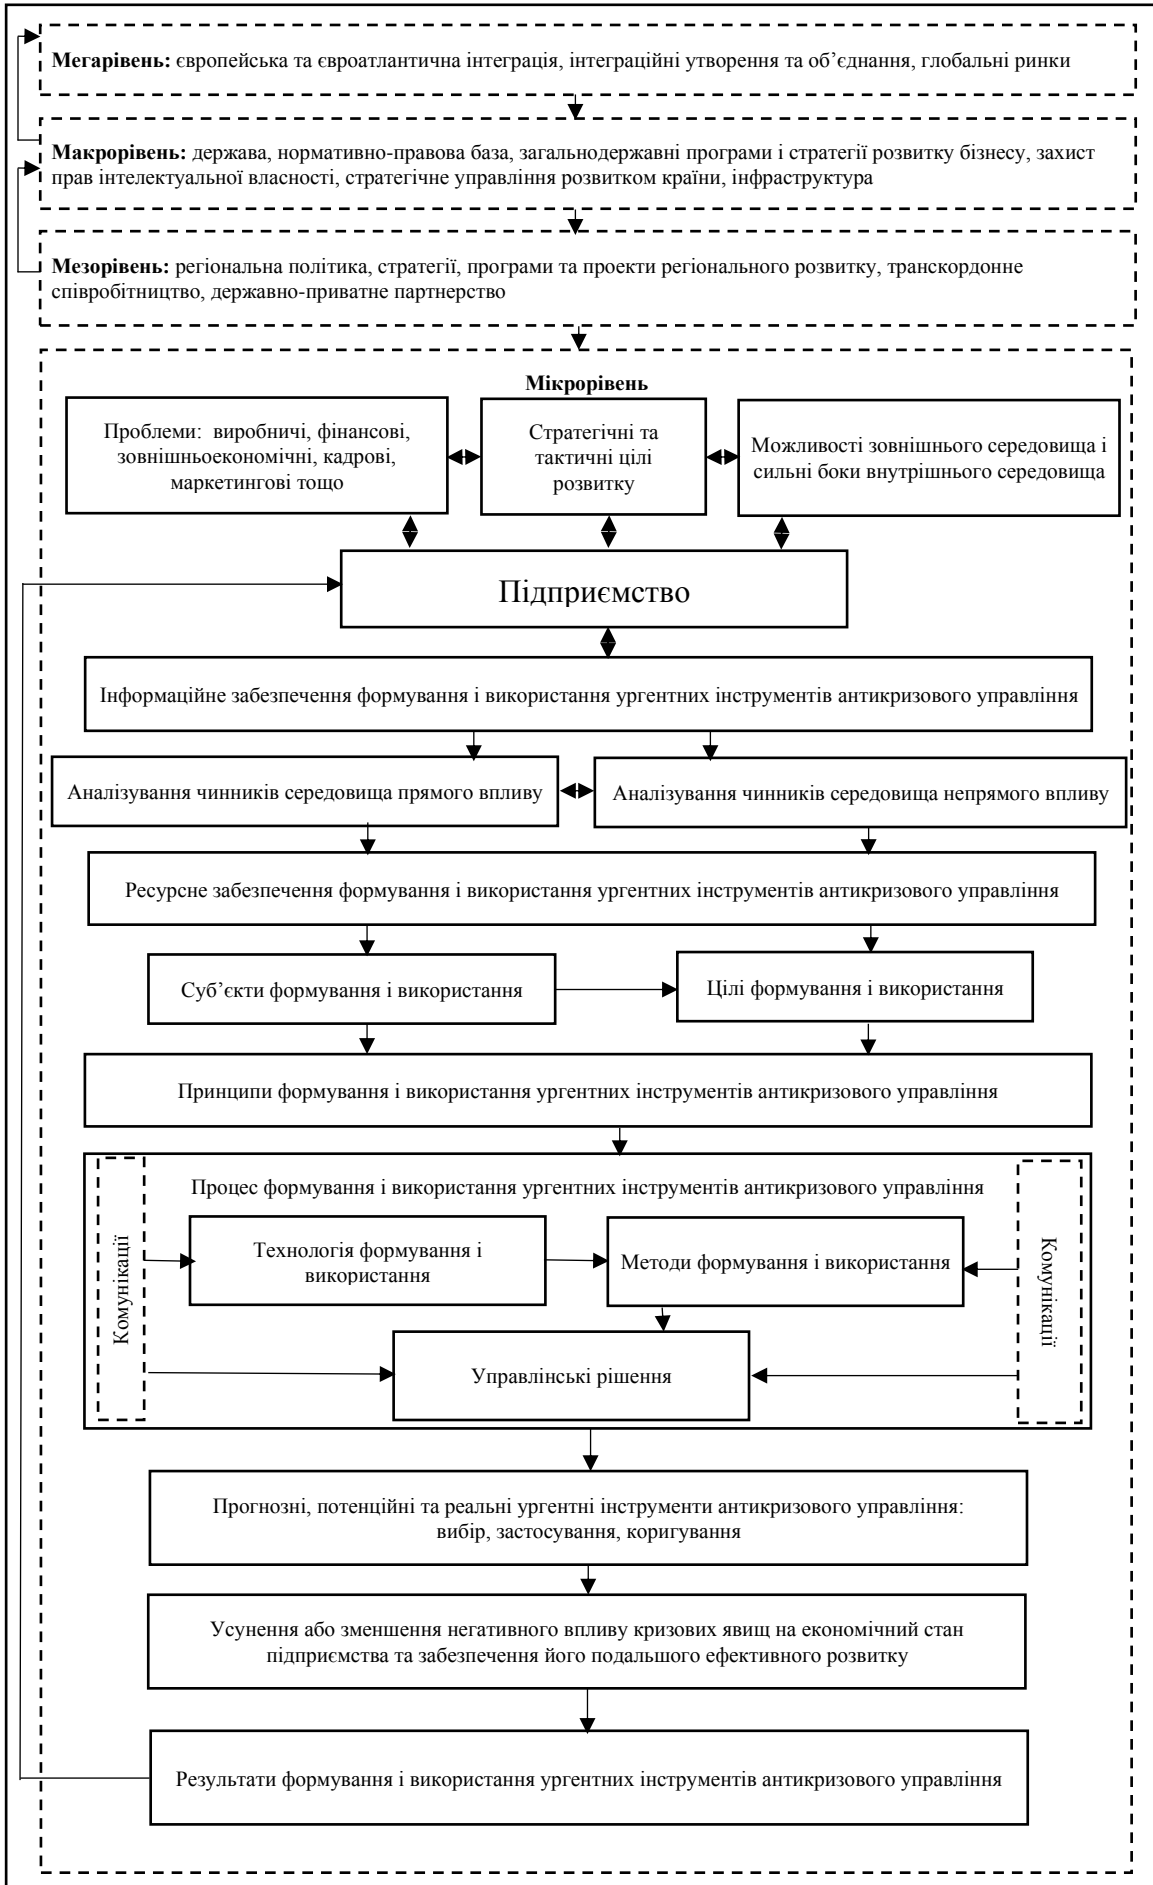 Мегарівень: європейська та євроатлантична інтеграція, інтеграційні утворення та об’єднання, глобальні ринки
Макрорівень: держава, нормативно-правова база, загальнодержавні програми і стратегії розвитку бізнесу, захист
прав інтелектуальної власності, стратегічне управління розвитком країни, інфраструктура
Мезорівень: регіональна політика, стратегії, програми та проекти регіонального розвитку, транскордонне
співробітництво, державно-приватне партнерство
Мікрорівень
Проблеми: виробничі, фінансові,
зовнішньоекономічні, кадрові,
маркетингові тощо
Стратегічні та
тактичні цілі
розвитку
Можливості зовнішнього середовища і
сильні боки внутрішнього середовища
Підприємство
Інформаційне забезпечення формування і використання ургентних інструментів антикризового управління
Аналізування чинників середовища прямого впливу
Аналізування чинників середовища непрямого впливу
Ресурсне забезпечення формування і використання ургентних інструментів антикризового управління
Суб’єкти формування і використання
Цілі формування і використання
Принципи формування і використання ургентних інструментів антикризового управління
Процес формування і використання ургентних інструментів антикризового управління
Комунікації
Технологія формування і
використання
Методи формування і використання
Комунікації
Управлінські рішення
Прогнозні, потенційні та реальні ургентні інструменти антикризового управління:
вибір, застосування, коригування
Усунення або зменшення негативного впливу кризових явищ на економічний стан
підприємства та забезпечення його подальшого ефективного розвитку
Результати формування і використання ургентних інструментів антикризового управління